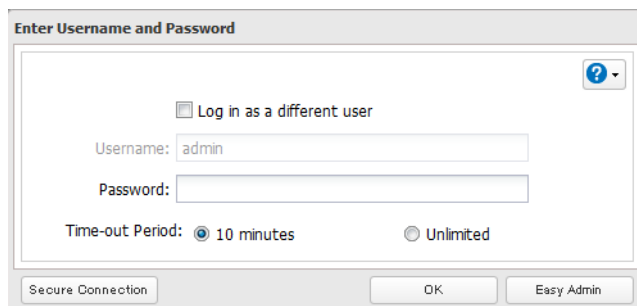 Enter Username and Password
?
Log in as a different user
Username: admin
Password:
Time-out Period: 10 minutes Unlimited
Secure Connection OK Easy Admin